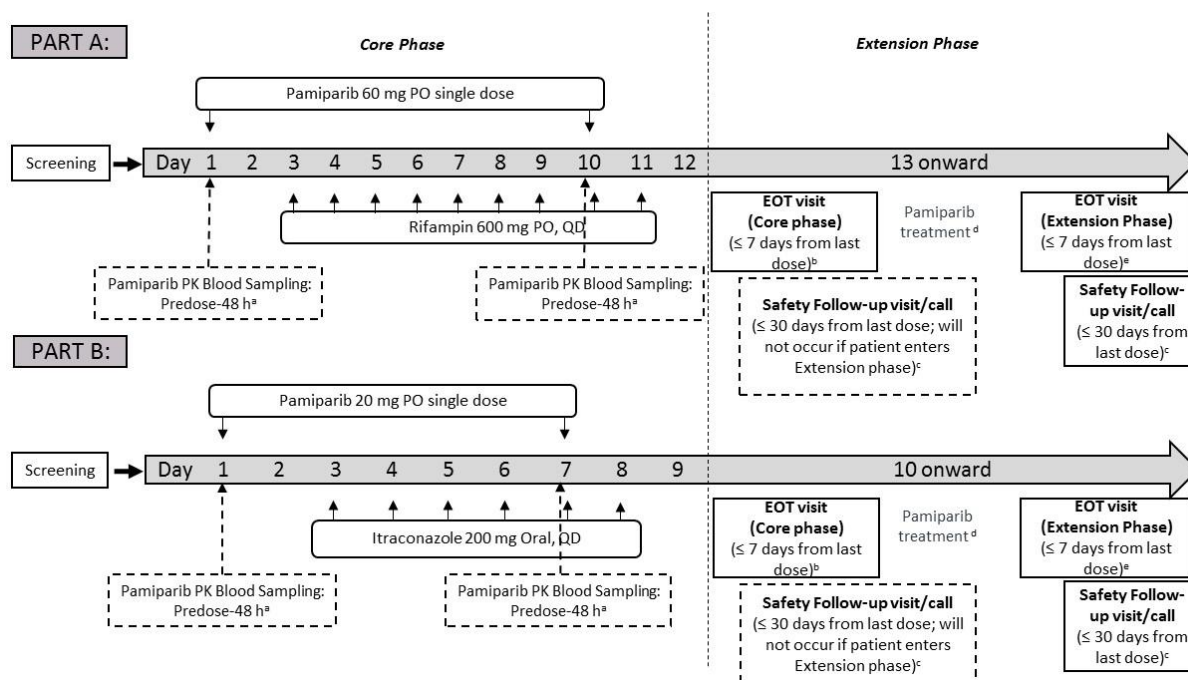 PART A:
Core Phase
Extension Phase
Pamiparib 60 mg PO single dose
Screening
Day 1 2 3 4 5 6 7 8 9 10 11 12
13 onward
Rifampin 600 mg PO, QD
Pamiparib PK Blood Sampling:
Predose-48 hᵃ
Pamiparib PK Blood Sampling:
Predose-48 hᵃ
EOT visit
(Core phase)
(≤ 7 days from last
dose)ᵇ
Pamiparib
treatment ᵈ
EOT visit
(Extension Phase)
(≤ 7 days from last
dose)ᵉ
Safety Follow-up visit/call
(≤ 30 days from last dose; will
not occur if patient enters
Extension phase)ᶜ
Safety Follow-
up visit/call
(≤ 30 days from
last dose)ᶜ
PART B:
Pamiparib 20 mg PO single dose
Screening
Day 1 2 3 4 5 6 7 8 9
10 onward
Itraconazole 200 mg Oral, QD
Pamiparib PK Blood Sampling:
Predose-48 hᵃ
Pamiparib PK Blood Sampling:
Predose-48 hᵃ
EOT visit
(Core phase)
(≤ 7 days from last
dose)ᵇ
Pamiparib
treatment ᵈ
EOT visit
(Extension Phase)
(≤ 7 days from last
dose)ᵉ
Safety Follow-up visit/call
(≤ 30 days from last dose; will
not occur if patient enters
Extension phase)ᶜ
Safety Follow-
up visit/call
(≤ 30 days from
last dose)ᶜ